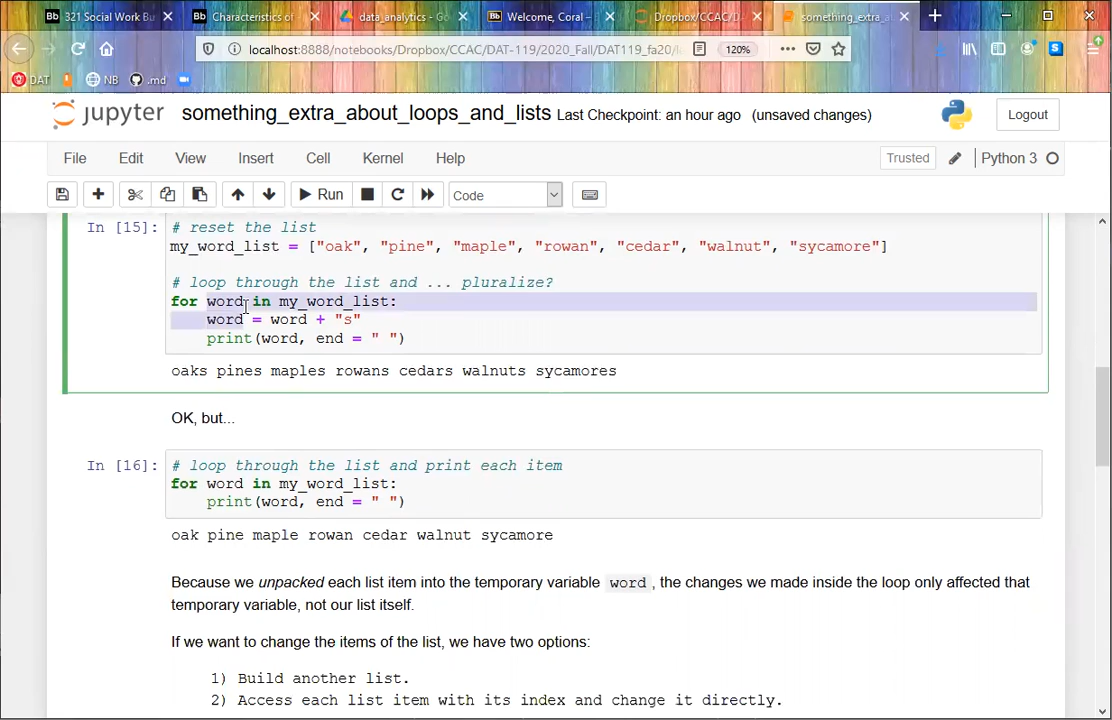 321 Social Work Bu
Characteristics of
data_analytics - Go
Welcome, Coral –
Dropbox/CCAC/D
something_extra_a
localhost:8888/notebooks/Dropbox/CCAC/DAT-119/2020_Fall/DAT119_fa20/
120%
DAT
NB
.md
jupyter something_extra_about_loops_and_lists Last Checkpoint: an hour ago (unsaved changes)
Logout
File Edit View Insert Cell Kernel Help
Trusted
Python 3
Run
Code
In [15]:
# reset the list
my_word_list = ["oak", "pine", "maple", "rowan", "cedar", "walnut", "sycamore"]
# loop through the list and ... pluralize?
for word in my_word_list:
word = word + "s"
print(word, end = " ")
oaks pines maples rowans cedars walnuts sycamores
OK, but...
In [16]:
# loop through the list and print each item
for word in my_word_list:
print(word, end = " ")
oak pine maple rowan cedar walnut sycamore
Because we unpacked each list item into the temporary variable word , the changes we made inside the loop only affected that
temporary variable, not our list itself.
If we want to change the items of the list, we have two options:
1) Build another list.
2) Access each list item with its index and change it directly.